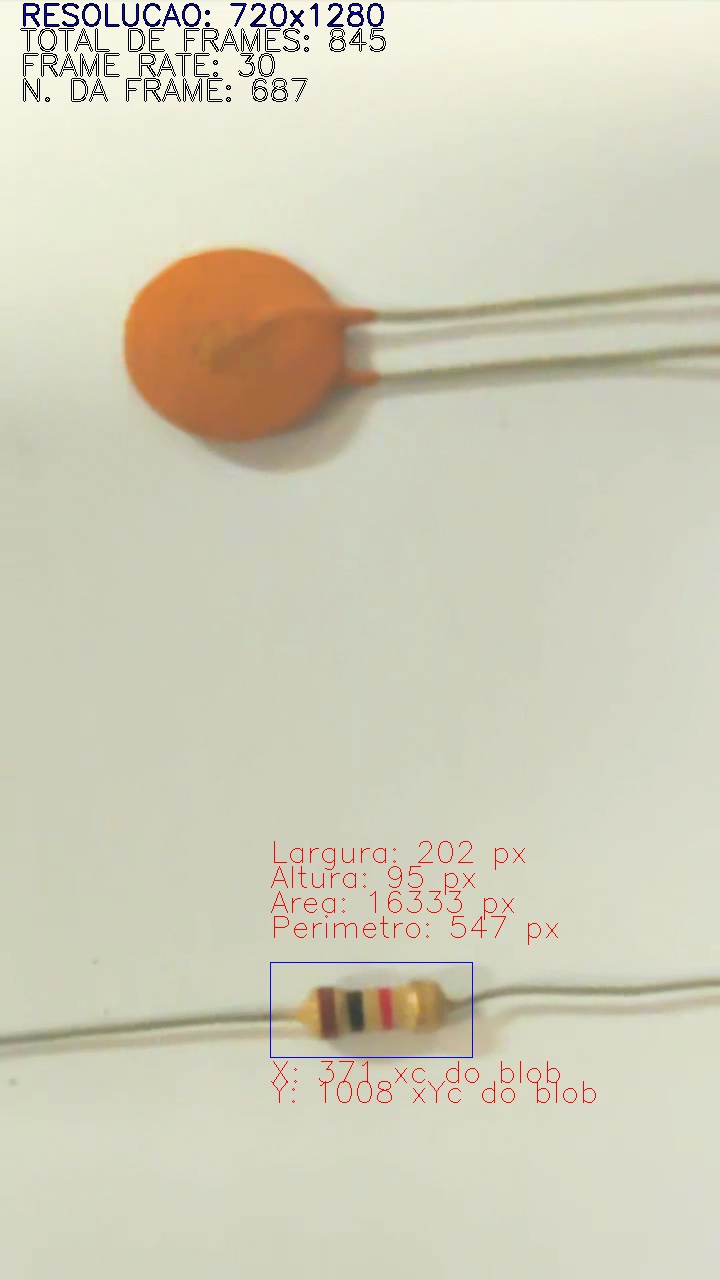 RESOLUCAO: 720x1280
TOTAL DE FRAMES: 845
FRAME RATE: 30
N. DA FRAME: 687
Largura: 202 px
Altura: 95 px
Area: 16333 px
Perimetro: 547 px
X: 371 xc do blob
Y: 1008 xYc do blob